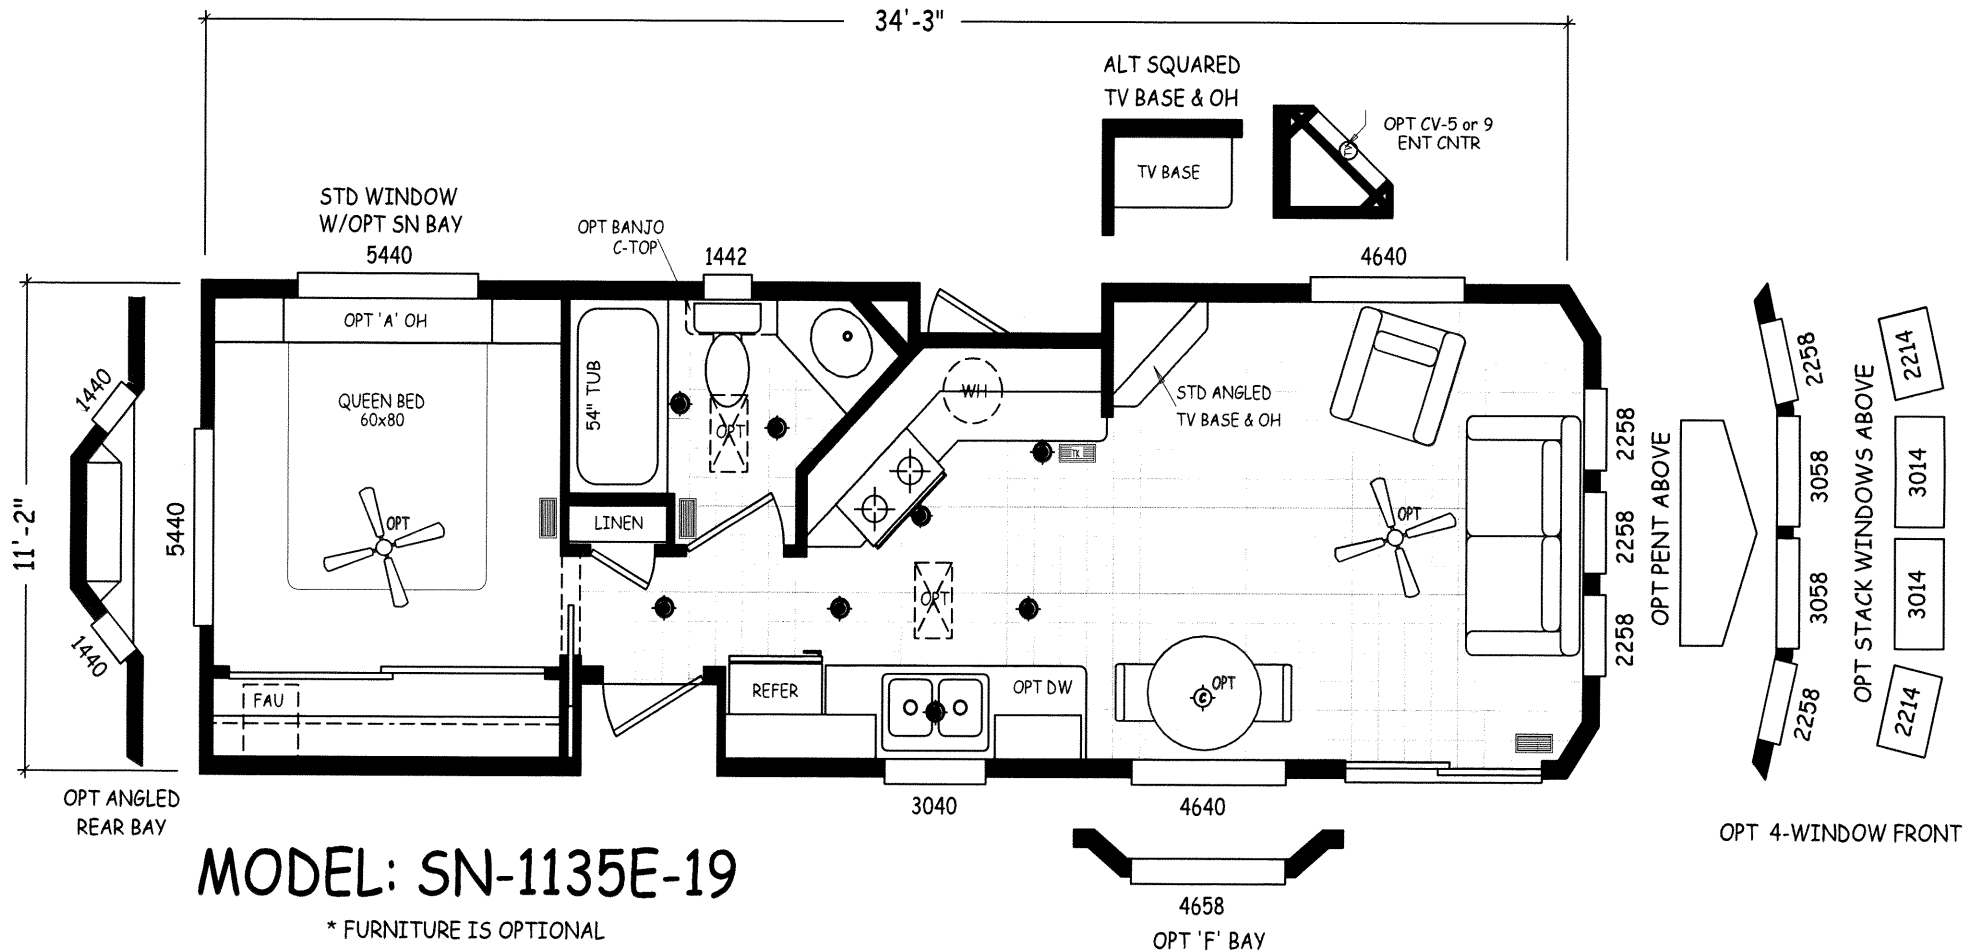 34'-3"
ALT SQUARED
TV BASE & OH
OPT CV-5 or 9
ENT CNTR
TV
TV BASE
STD WINDOW
W/OPT SN BAY
5440
OPT BANJO
C-TOP
1442
4640
OPT 'A' OH
QUEEN BED
60x80
54" TUB
OPT
WH
STD ANGLED
TV BASE & OH
TK
LINEN
OPT
OPT
OPT
1440
1440
5440
11'-2"
FAU
REFER
OPT DW
OPT
C
2258
2258
2258
OPT PENT ABOVE
2258
3058
3058
2258
OPT STACK WINDOWS ABOVE
2214
3014
3014
2214
OPT ANGLED
REAR BAY
3040
4640
OPT 4-WINDOW FRONT
MODEL: SN-1135E-19
* FURNITURE IS OPTIONAL
4658
OPT 'F' BAY